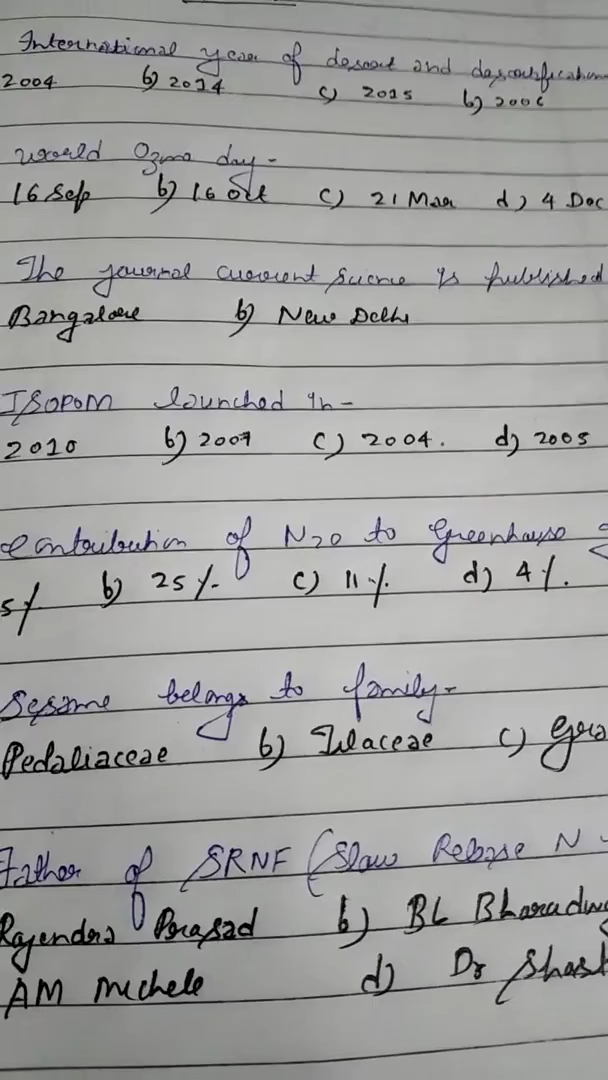 International year of desert and desertification
2004 b) 2014 c) 2015 b) 2006
World Ozone day-
16 Sep b) 16 Oct c) 21 Mar d) 4 Dec
The journal current Science is published
Bangalore b) New Delhi
ISOPOM launched in-
2010 b) 2007 c) 2004. d) 2005
Contribution of N2O to Greenhouse
5% b) 25%. c) 11%. d) 4%.
Sesame belongs to family-
Pedaliaceae b) Tilaceae c)
Father of SRNF (Slow Release N
Rajendra Prasad b) BL
AM Michele d) Dr